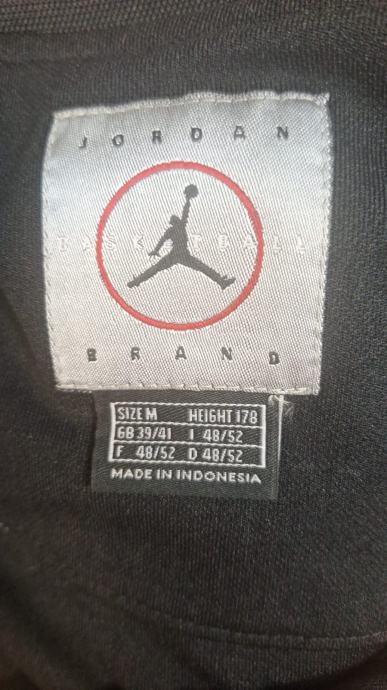 JORDAN
BASKETBALL
BRAND
SIZE M HEIGHT 178
GB 39/41 I 48/52
F 48/52 D 48/52
MADE IN INDONESIA